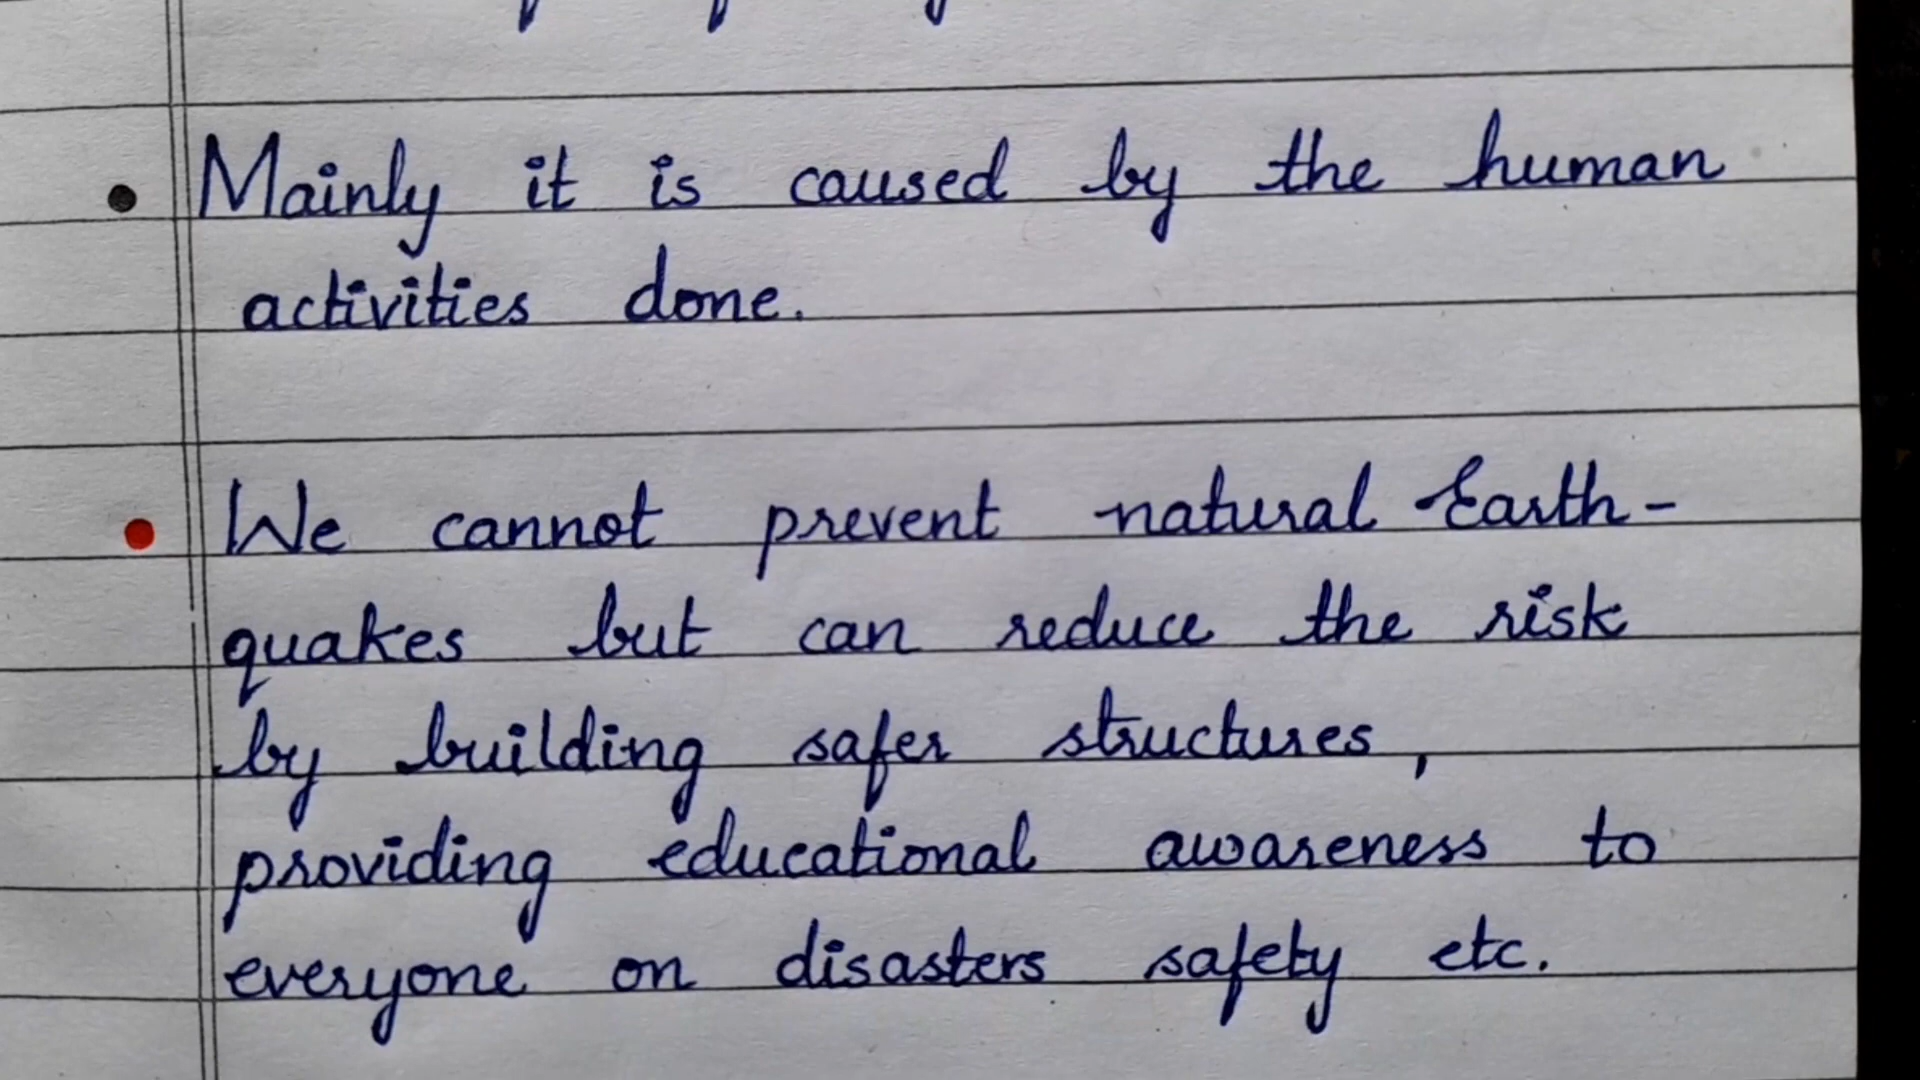 • Mainly it is caused by the human
activities done.
• We cannot prevent natural Earth-
quakes but can reduce the risk
by building safer structures,
providing educational awareness to
everyone on disasters safety etc.